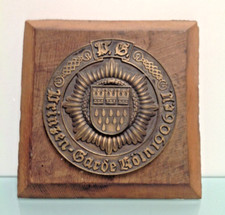 P.G.
Prinzen-Garde Köln 1906 e.V.